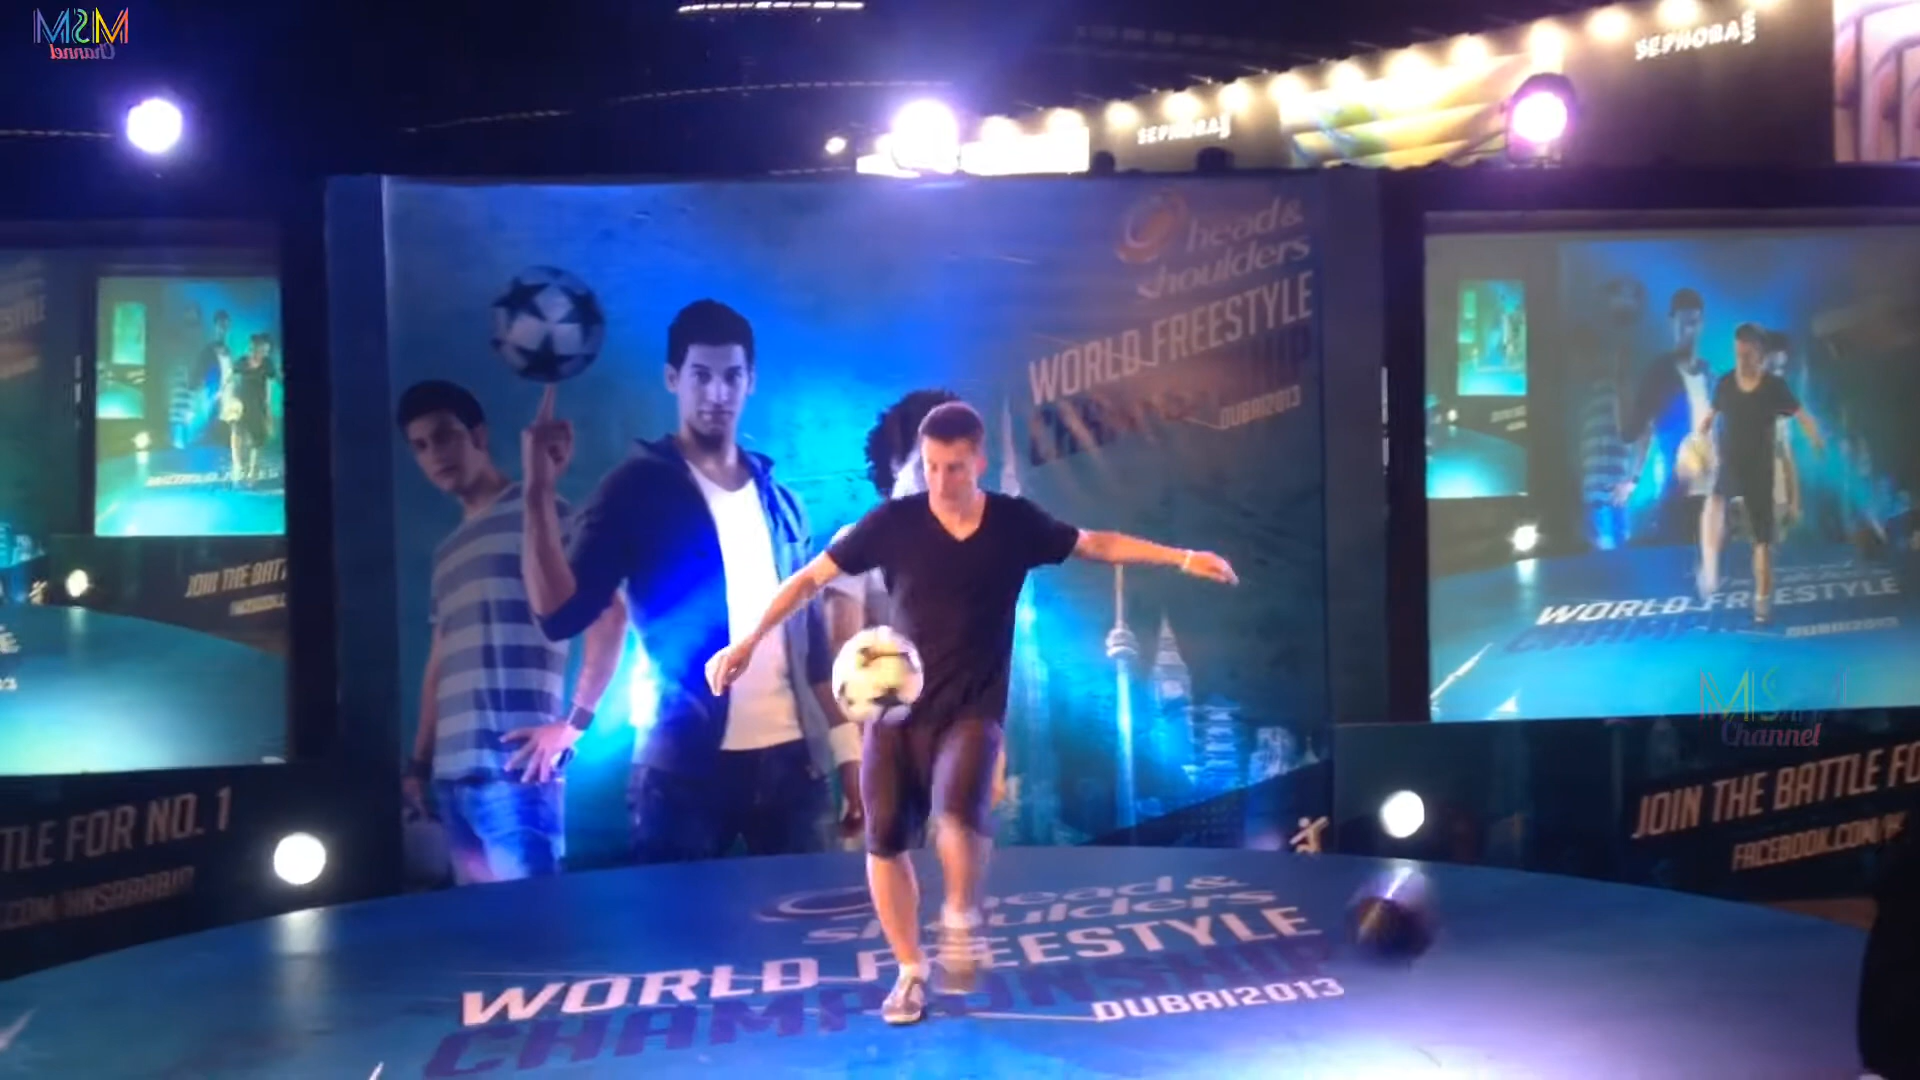 MSM
Channel
SEPHORA
SEPHORA
head&
shoulders
WORLD FREESTYLE
DUBAI2013
WORLD FREESTYLE
MSM
Channel
JOIN THE BATT
TLE FOR NO. 1
JOIN THE BATTLE FO
FACEBOOK.COM/
head &
shoulders
WORLD FREESTYLE
CHAMPIONSHIP
DUBAI2013